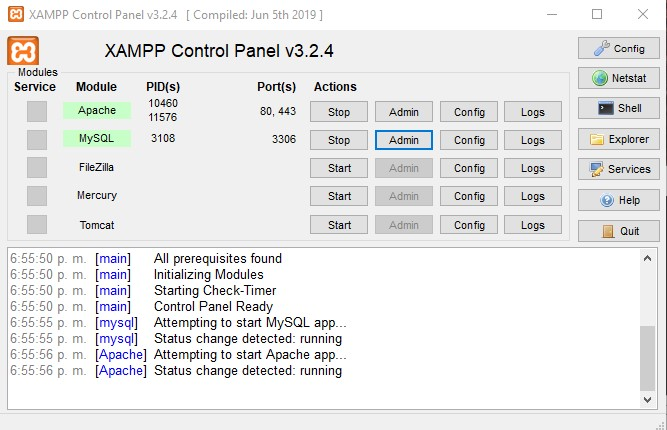 XAMPP Control Panel v3.2.4 [ Compiled: Jun 5th 2019 ]
XAMPP Control Panel v3.2.4
Config
Modules
Service Module PID(s) Port(s) Actions
Netstat
Apache 10460 11576 80, 443 Stop Admin Config Logs
Shell
MySQL 3108 3306 Stop Admin Config Logs
Explorer
FileZilla Start Admin Config Logs
Services
Mercury Start Admin Config Logs
Help
Tomcat Start Admin Config Logs
Quit
6:55:50 p. m. [main] All prerequisites found
6:55:50 p. m. [main] Initializing Modules
6:55:50 p. m. [main] Starting Check-Timer
6:55:50 p. m. [main] Control Panel Ready
6:55:55 p. m. [mysql] Attempting to start MySQL app...
6:55:55 p. m. [mysql] Status change detected: running
6:55:56 p. m. [Apache] Attempting to start Apache app...
6:55:56 p. m. [Apache] Status change detected: running